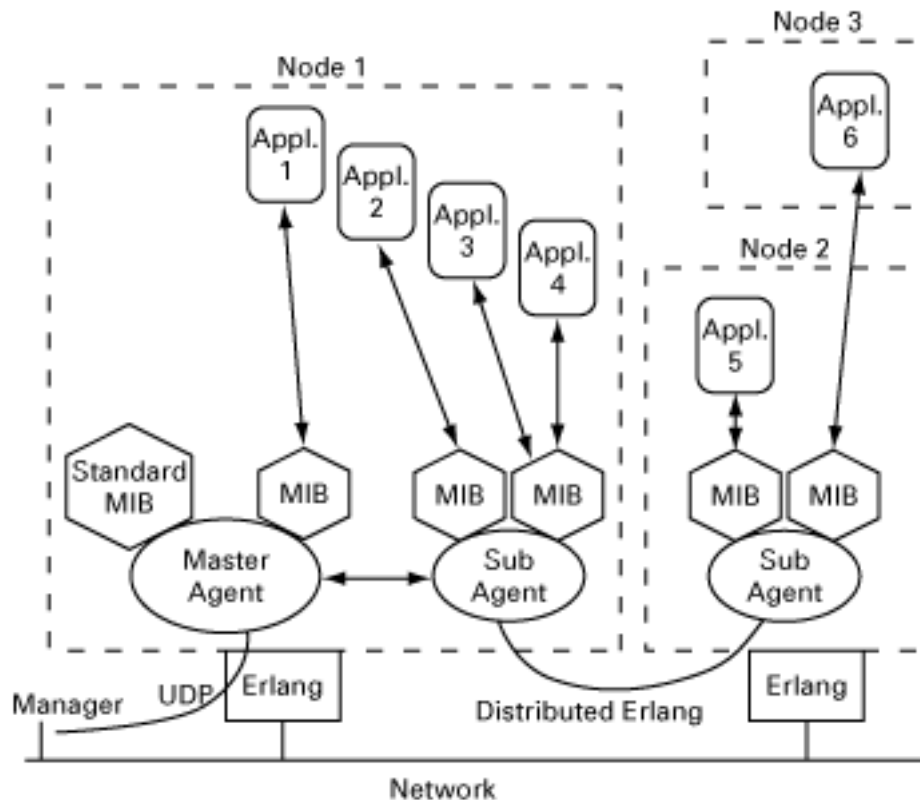 Node 3
Node 1
Appl.
6
Appl.
1
Appl.
2
Appl.
3
Appl.
4
Node 2
Appl.
5
Standard
MIB
MIB
MIB
MIB
MIB
MIB
Master
Agent
Sub
Agent
Sub
Agent
Manager
UDP
Erlang
Distributed Erlang
Erlang
Network